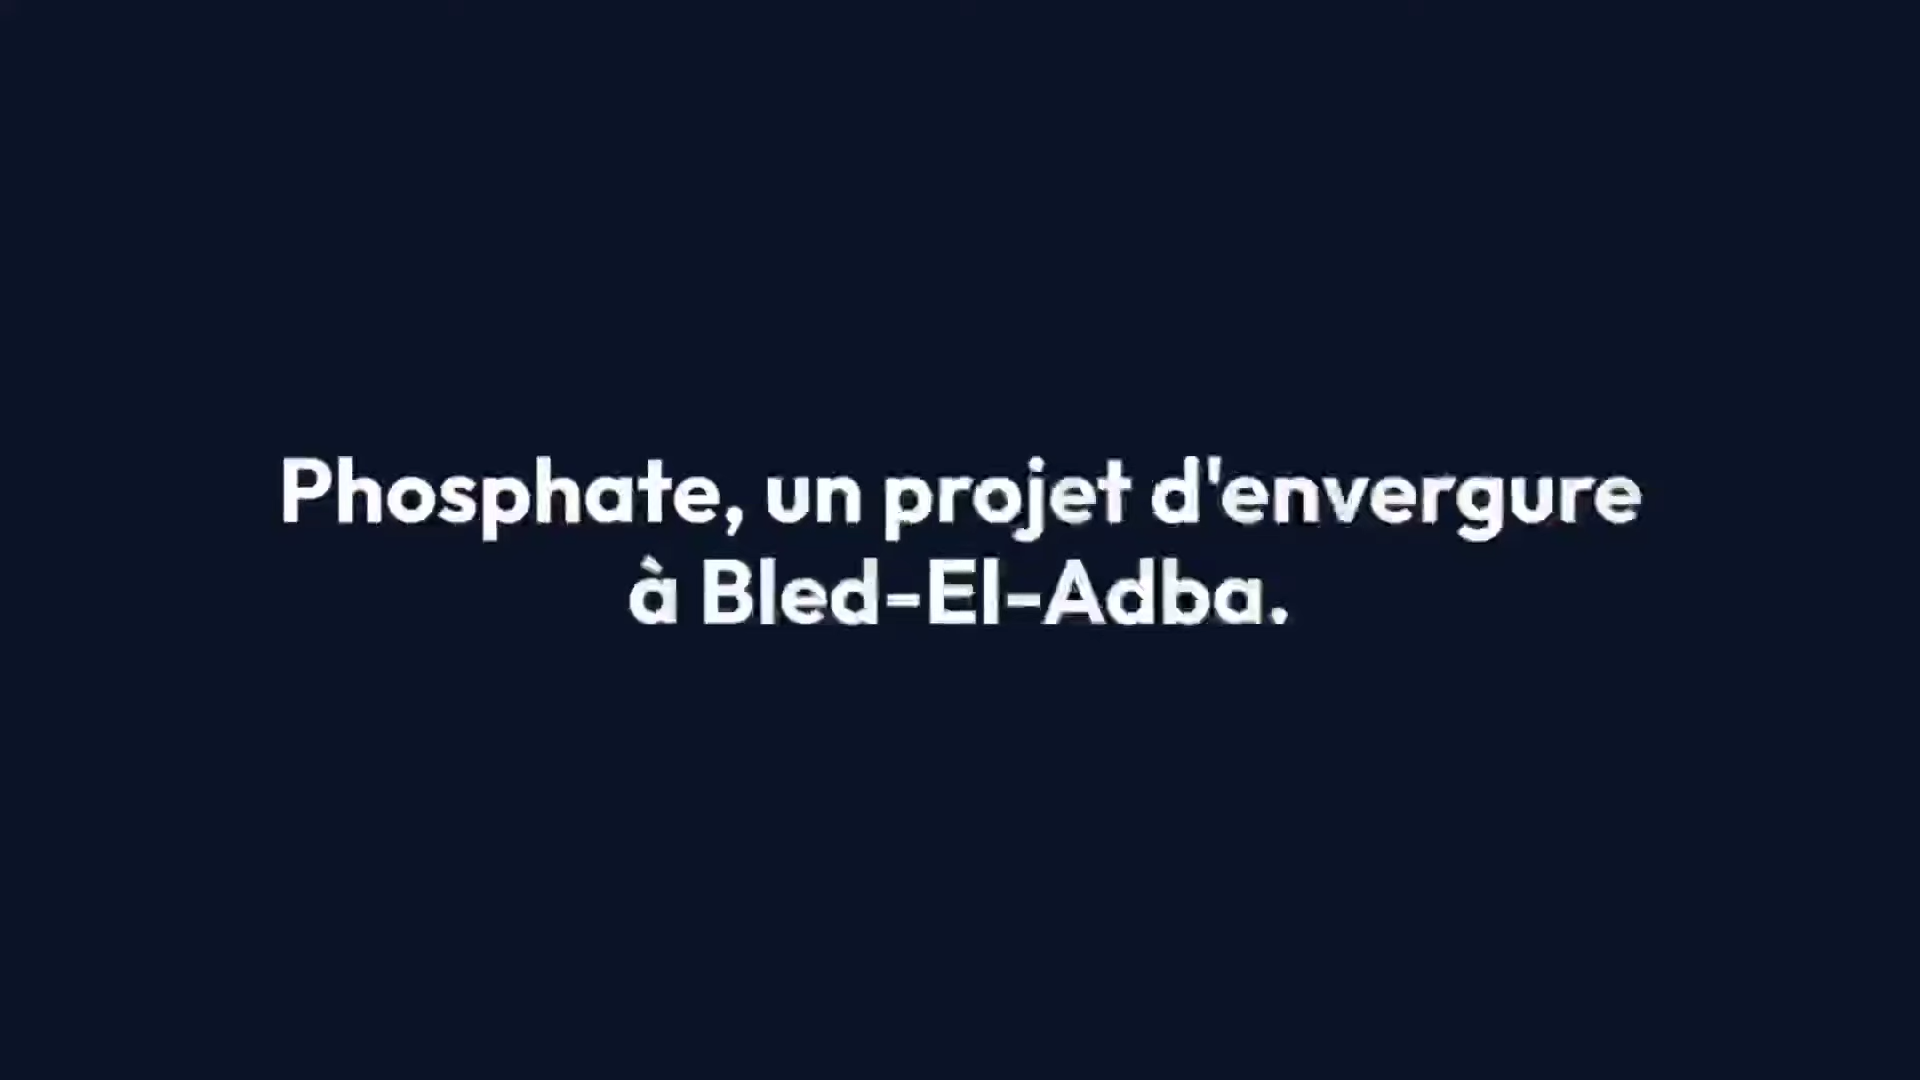 Phosphate, un projet d'envergure
à Bled-El-Adba.